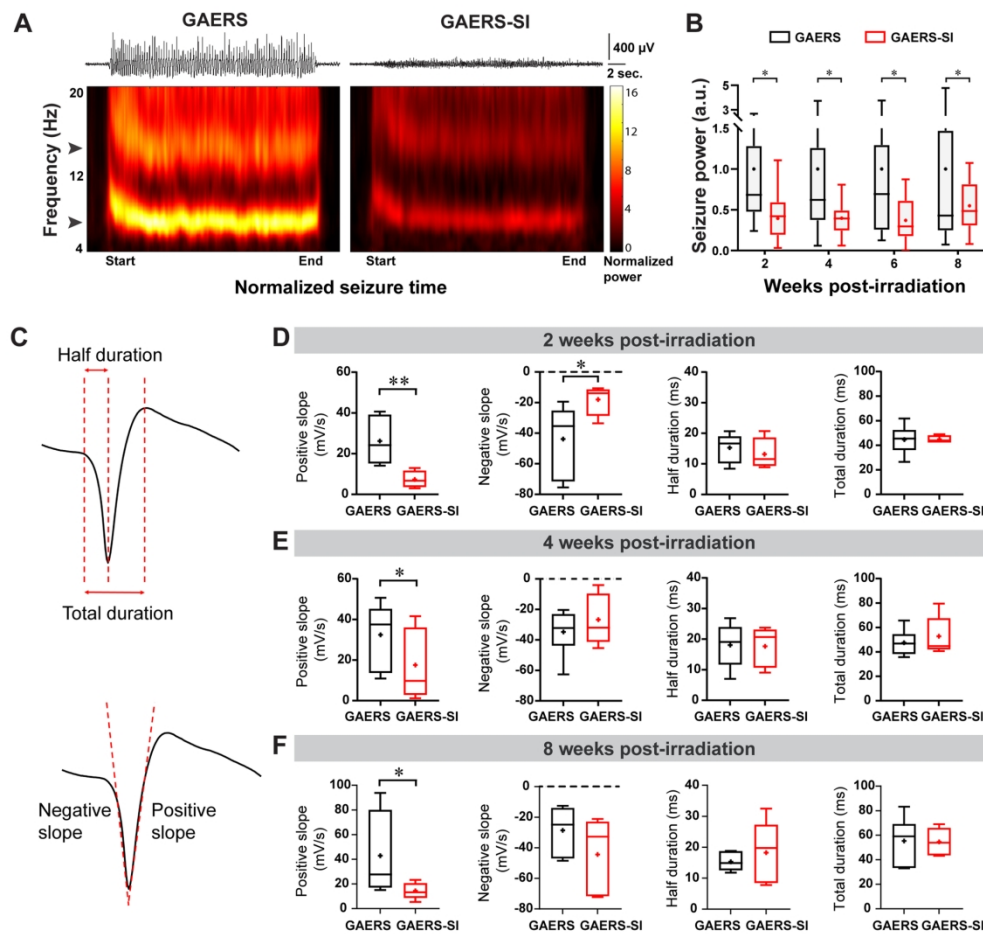 A
GAERS
GAERS-SI
400 µV
2 sec.
Frequency (Hz)
20
12
4
16
14
12
10
8
6
4
2
0
Start
End
Start
End
Normalized
power
Normalized seizure time
B
GAERS
GAERS-SI
Seizure power (a.u.)
5
3
1
1.5
1.0
0.5
0.0
*
*
*
*
2
4
6
8
Weeks post-irradiation
C
Half duration
Total duration
Negative
slope
Positive
slope
D
2 weeks post-irradiation
Positive slope
(mV/s)
60
40
20
0
**
GAERS
GAERS-SI
Negative slope
(mV/s)
0
-20
-40
-60
-80
*
GAERS
GAERS-SI
Half duration (ms)
40
30
20
10
0
GAERS
GAERS-SI
Total duration (ms)
100
80
60
40
20
0
GAERS
GAERS-SI
E
4 weeks post-irradiation
Positive slope
(mV/s)
60
40
20
0
*
GAERS
GAERS-SI
Negative slope
(mV/s)
0
-20
-40
-60
-80
GAERS
GAERS-SI
Half duration (ms)
40
30
20
10
0
GAERS
GAERS-SI
Total duration (ms)
100
80
60
40
20
0
GAERS
GAERS-SI
F
8 weeks post-irradiation
Positive slope
(mV/s)
100
80
60
40
20
0
*
GAERS
GAERS-SI
Negative slope
(mV/s)
0
-20
-40
-60
-80
GAERS
GAERS-SI
Half duration (ms)
40
30
20
10
0
GAERS
GAERS-SI
Total duration (ms)
100
80
60
40
20
0
GAERS
GAERS-SI